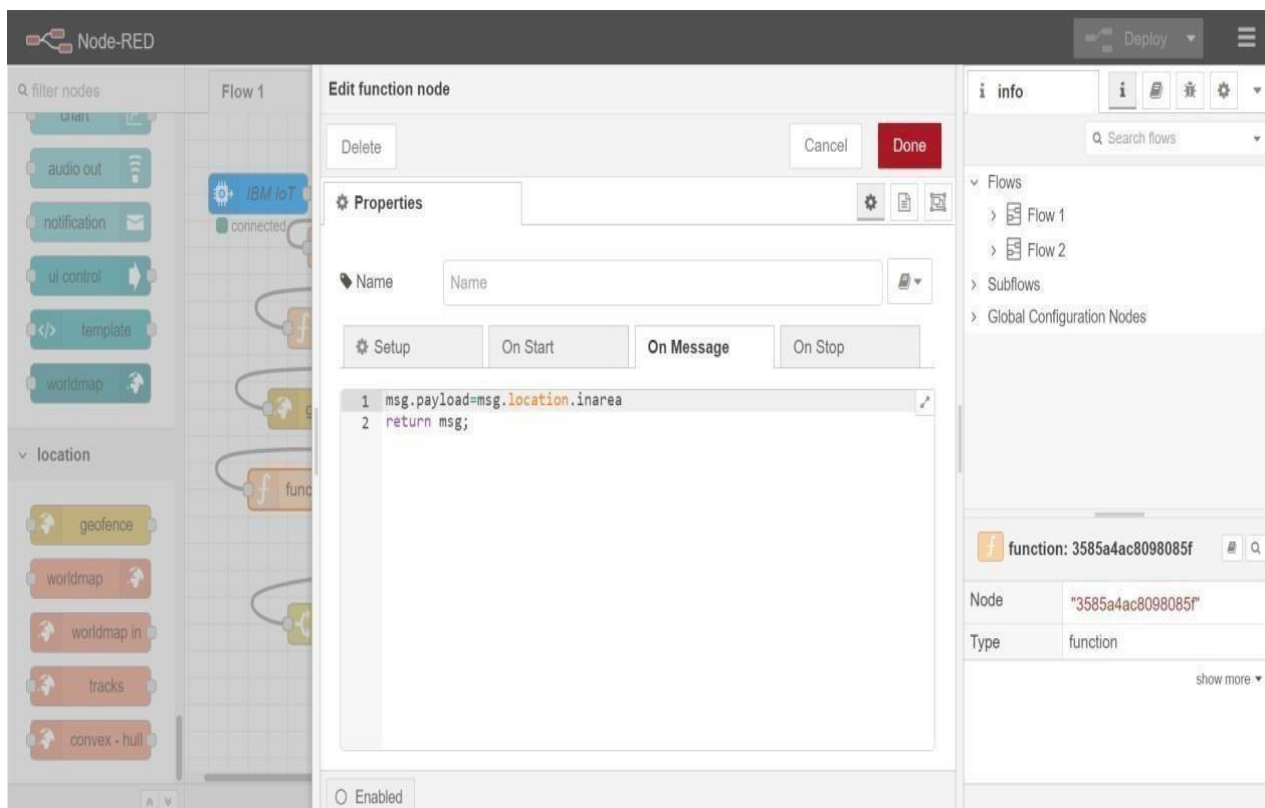 Node-RED
Deploy
filter nodes
chart
audio out
notification
ui control
template
worldmap
location
geofence
worldmap
worldmap in
tracks
convex - hull
Flow 1
IBM IoT
connected
g
func
Edit function node
Delete
Cancel
Done
Properties
Name
Name
Setup
On Start
On Message
On Stop
1 msg.payload=msg.location.inarea
2 return msg;
Enabled
info
Search flows
Flows
Flow 1
Flow 2
Subflows
Global Configuration Nodes
function: 3585a4ac8098085f
Node "3585a4ac8098085f"
Type function
show more